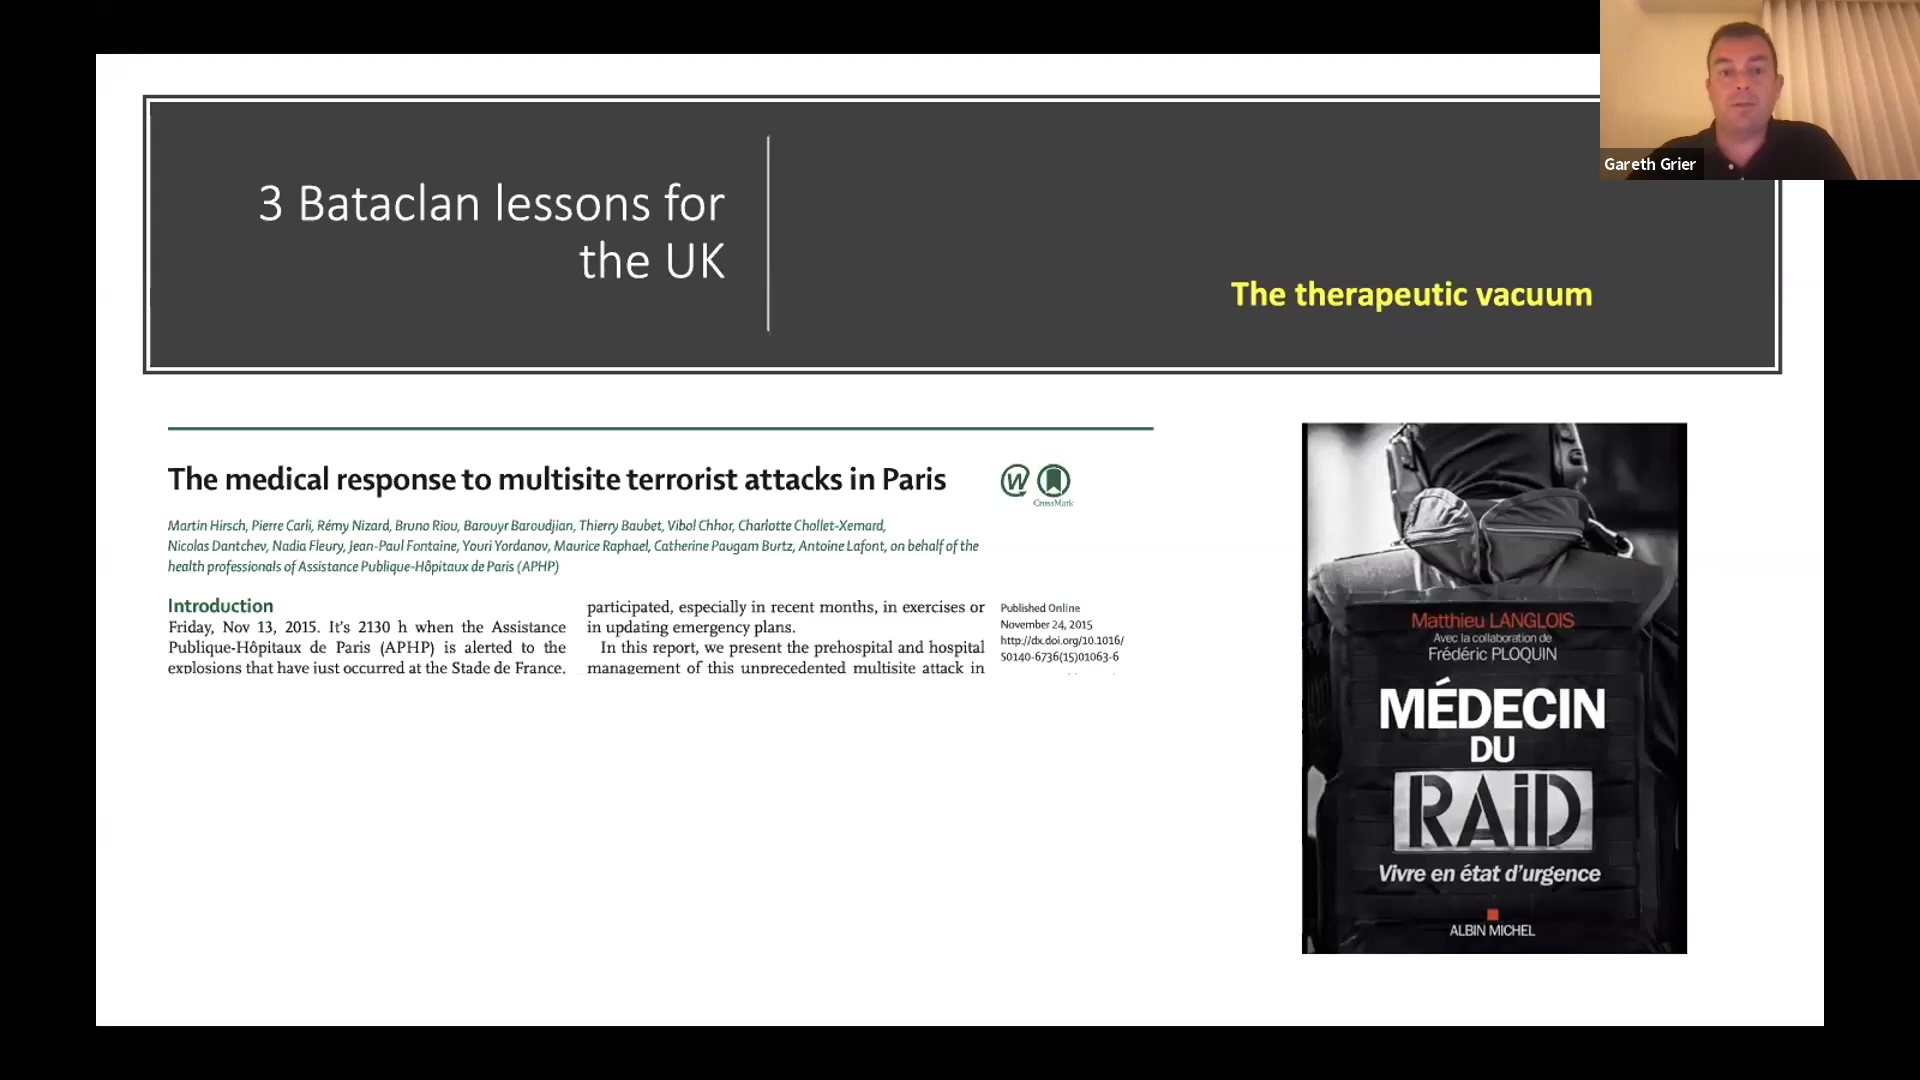 Gareth Grier
3 Bataclan lessons for
the UK
The therapeutic vacuum
The medical response to multisite terrorist attacks in Paris
W
CrossMark
Martin Hirsch, Pierre Carli, Rémy Nizard, Bruno Riou, Barouyr Baroudjian, Thierry Baubet, Vibol Chhor, Charlotte Chollet-Xemard,
Nicolas Dantchev, Nadia Fleury, Jean-Paul Fontaine, Youri Yordanov, Maurice Raphael, Catherine Paugam Burtz, Antoine Lafont, on behalf of the
health professionals of Assistance Publique-Hôpitaux de Paris (APHP)
Introduction
Friday, Nov 13, 2015. It's 2130 h when the Assistance
Publique-Hôpitaux de Paris (APHP) is alerted to the
explosions that have just occurred at the Stade de France.
participated, especially in recent months, in exercises or
in updating emergency plans.
In this report, we present the prehospital and hospital
management of this unprecedented multisite attack in
Published Online
November 24, 2015
http://dx.doi.org/10.1016/
S0140-6736(15)01063-6
Matthieu LANGLOIS
Avec la collaboration de
Frédéric PLOQUIN
MÉDECIN
DU
RAiD
Vivre en état d'urgence
ALBIN MICHEL